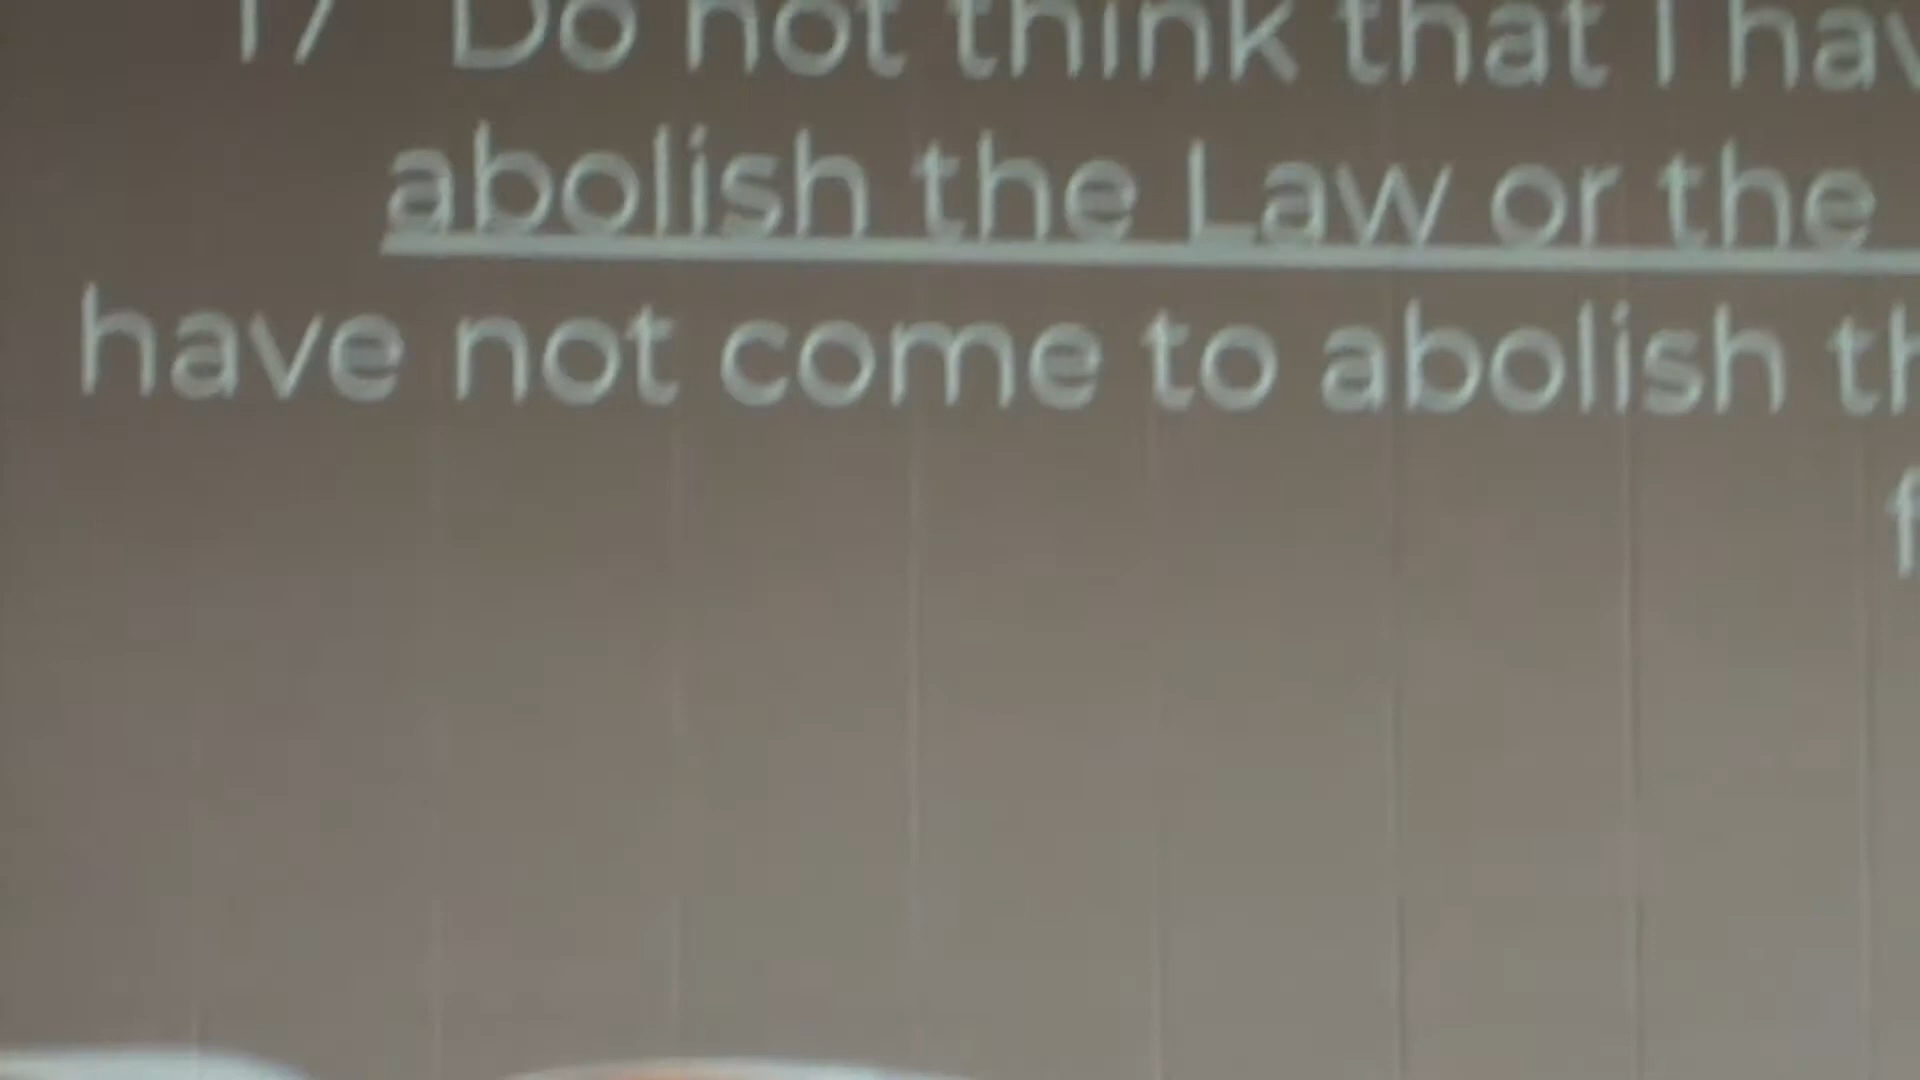 17 Do not think that I hav
abolish the Law or the
have not come to abolish th
f